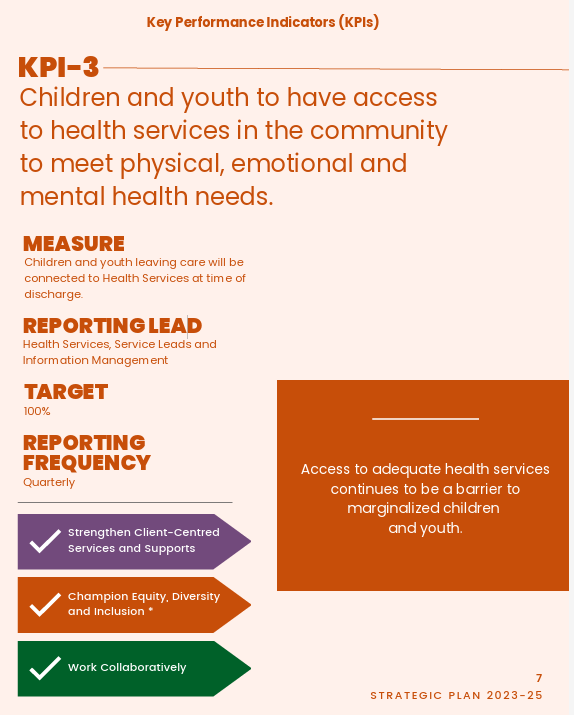 Key Performance Indicators (KPIs)
KPI-3
Children and youth to have access
to health services in the community
to meet physical, emotional and
mental health needs.
MEASURE
Children and youth leaving care will be
connected to Health Services at time of
discharge.
REPORTING LEAD
Health Services, Service Leads and
Information Management
TARGET
100%
REPORTING
FREQUENCY
Quarterly
Strengthen Client-Centred
Services and Supports
Champion Equity, Diversity
and Inclusion *
Work Collaboratively
Access to adequate health services
continues to be a barrier to
marginalized children
and youth.
7
STRATEGIC PLAN 2023-25